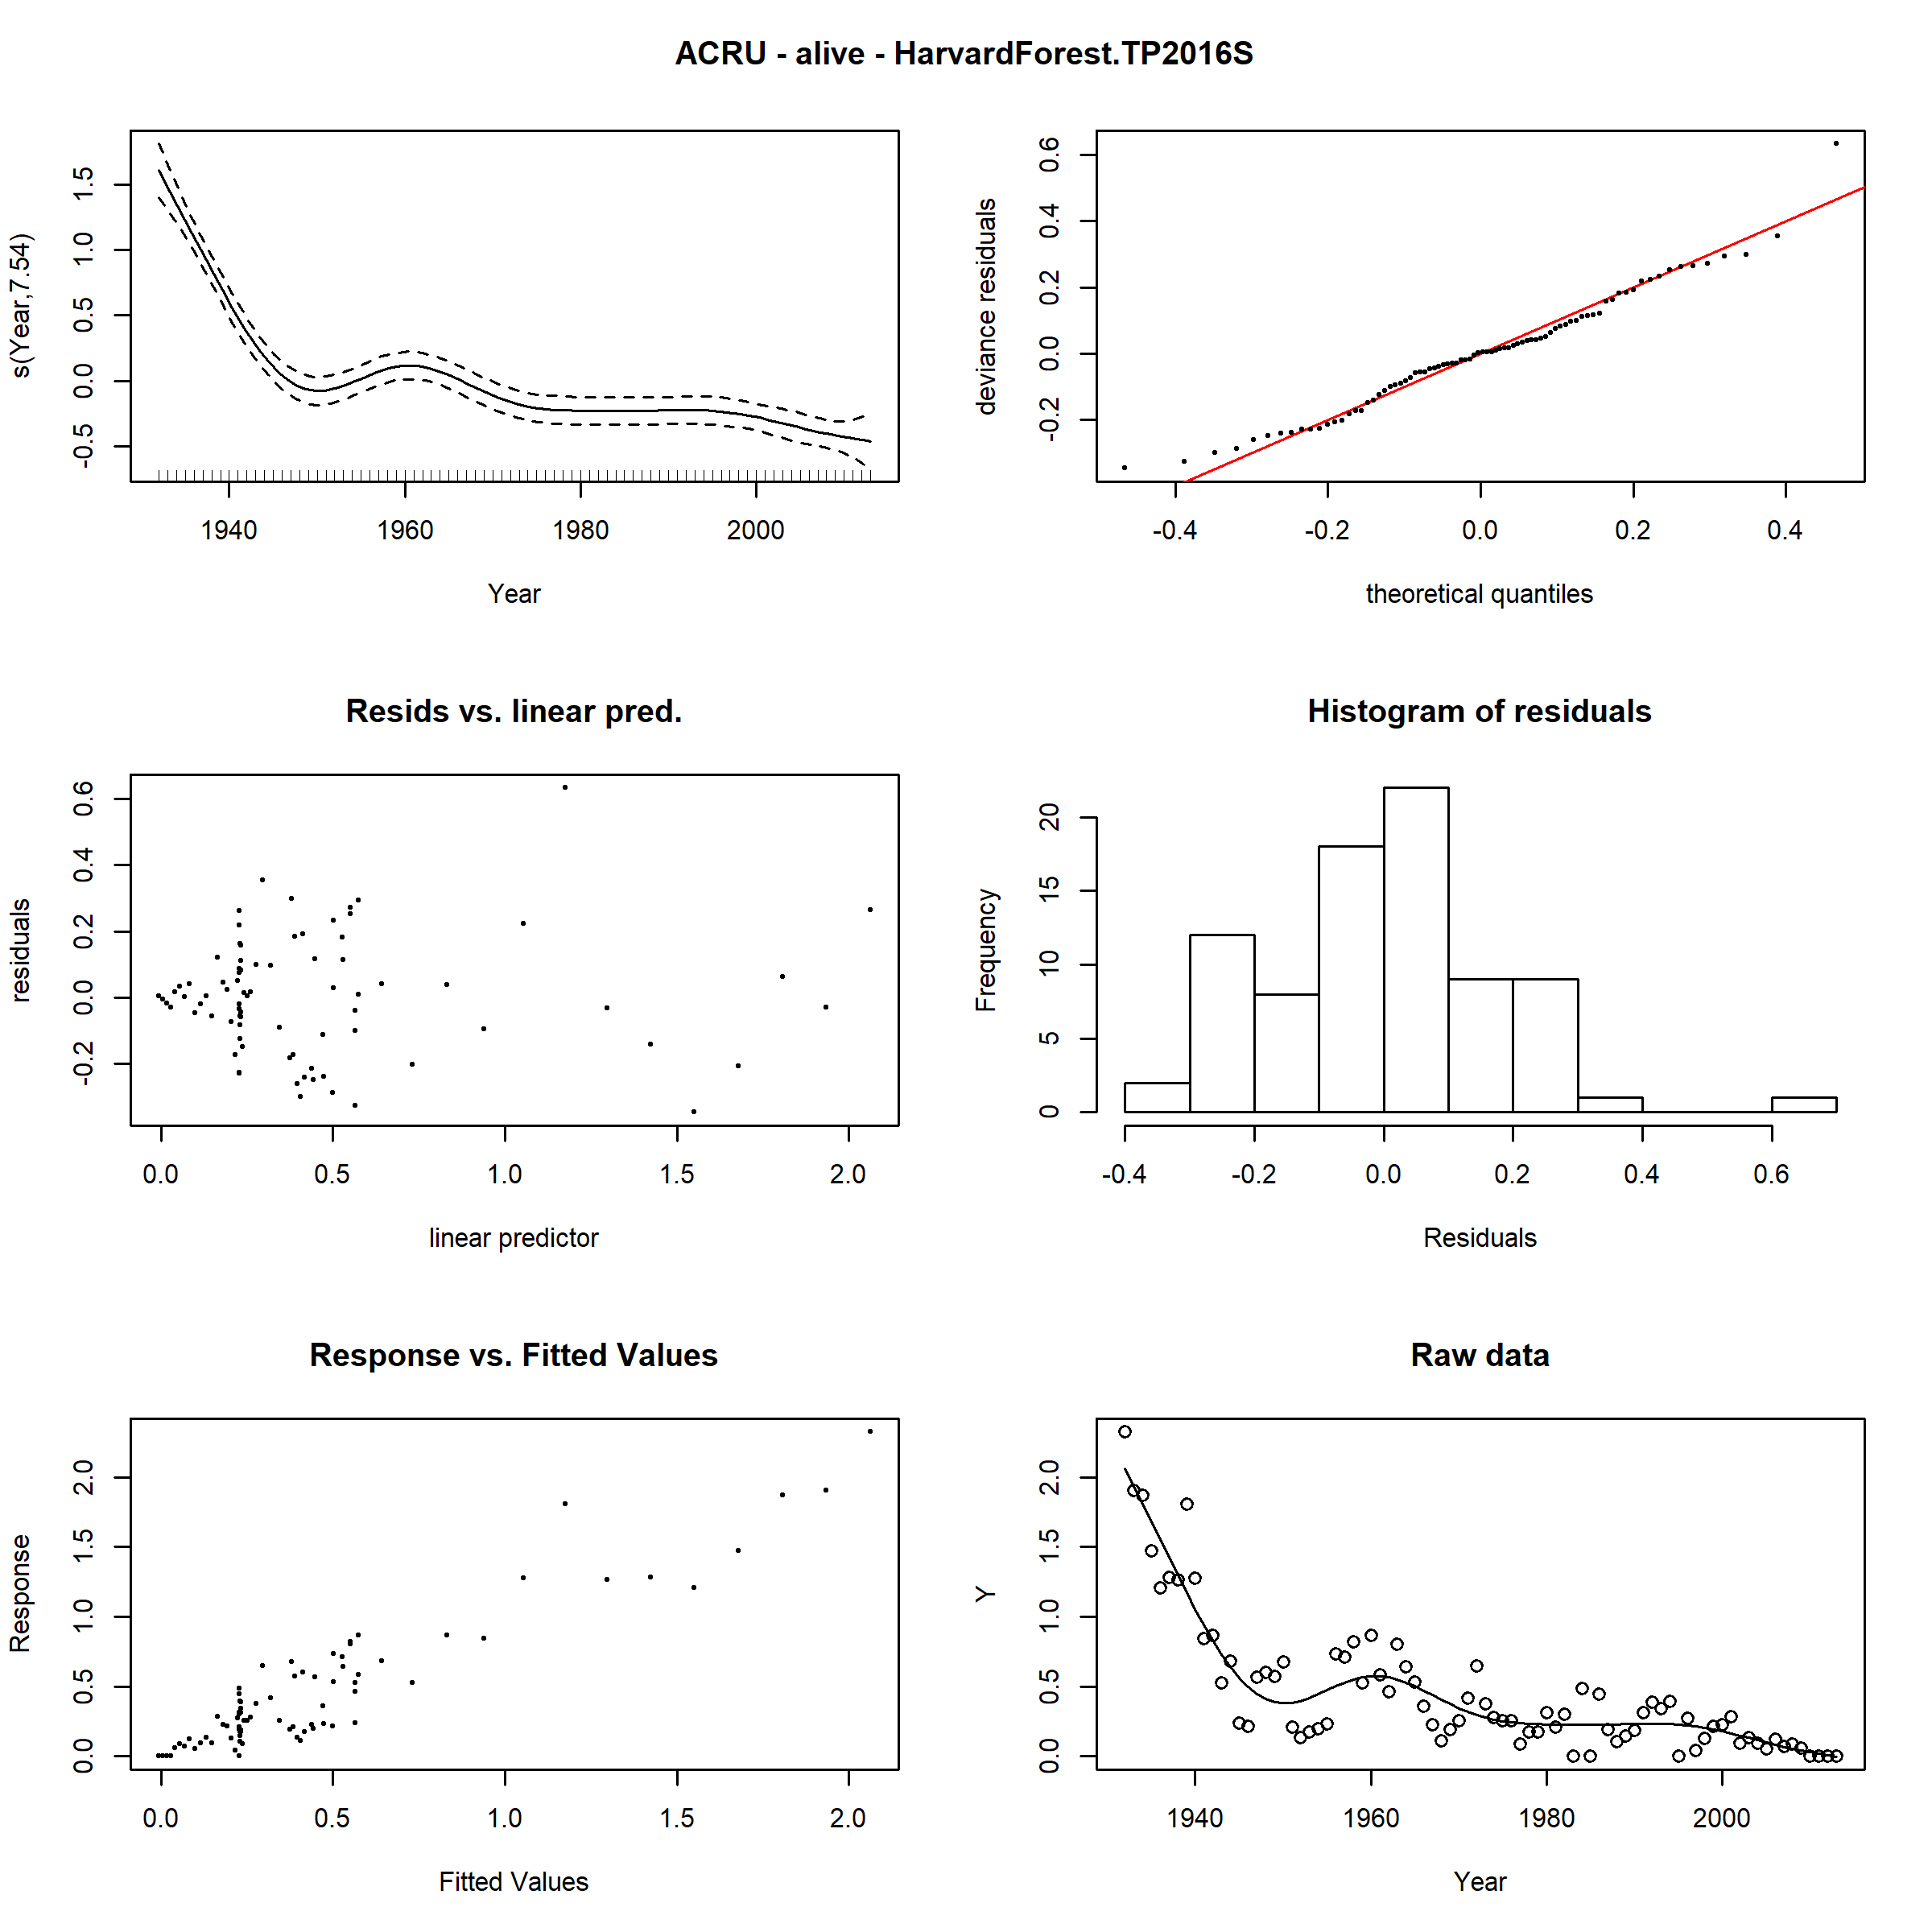 ACRU - alive - HarvardForest.TP2016S
s(Year,7.54)
1.5
1.0
0.5
0.0
-0.5
1940 1960 1980 2000
Year
deviance residuals
0.6
0.4
0.2
0.0
-0.2
-0.4 -0.2 0.0 0.2 0.4
theoretical quantiles
Resids vs. linear pred.
residuals
0.6
0.4
0.2
0.0
-0.2
0.0 0.5 1.0 1.5 2.0
linear predictor
Histogram of residuals
Frequency
20
15
10
5
0
-0.4 -0.2 0.0 0.2 0.4 0.6
Residuals
Response vs. Fitted Values
Response
2.0
1.5
1.0
0.5
0.0
0.0 0.5 1.0 1.5 2.0
Fitted Values
Raw data
Y
2.0
1.5
1.0
0.5
0.0
1940 1960 1980 2000
Year